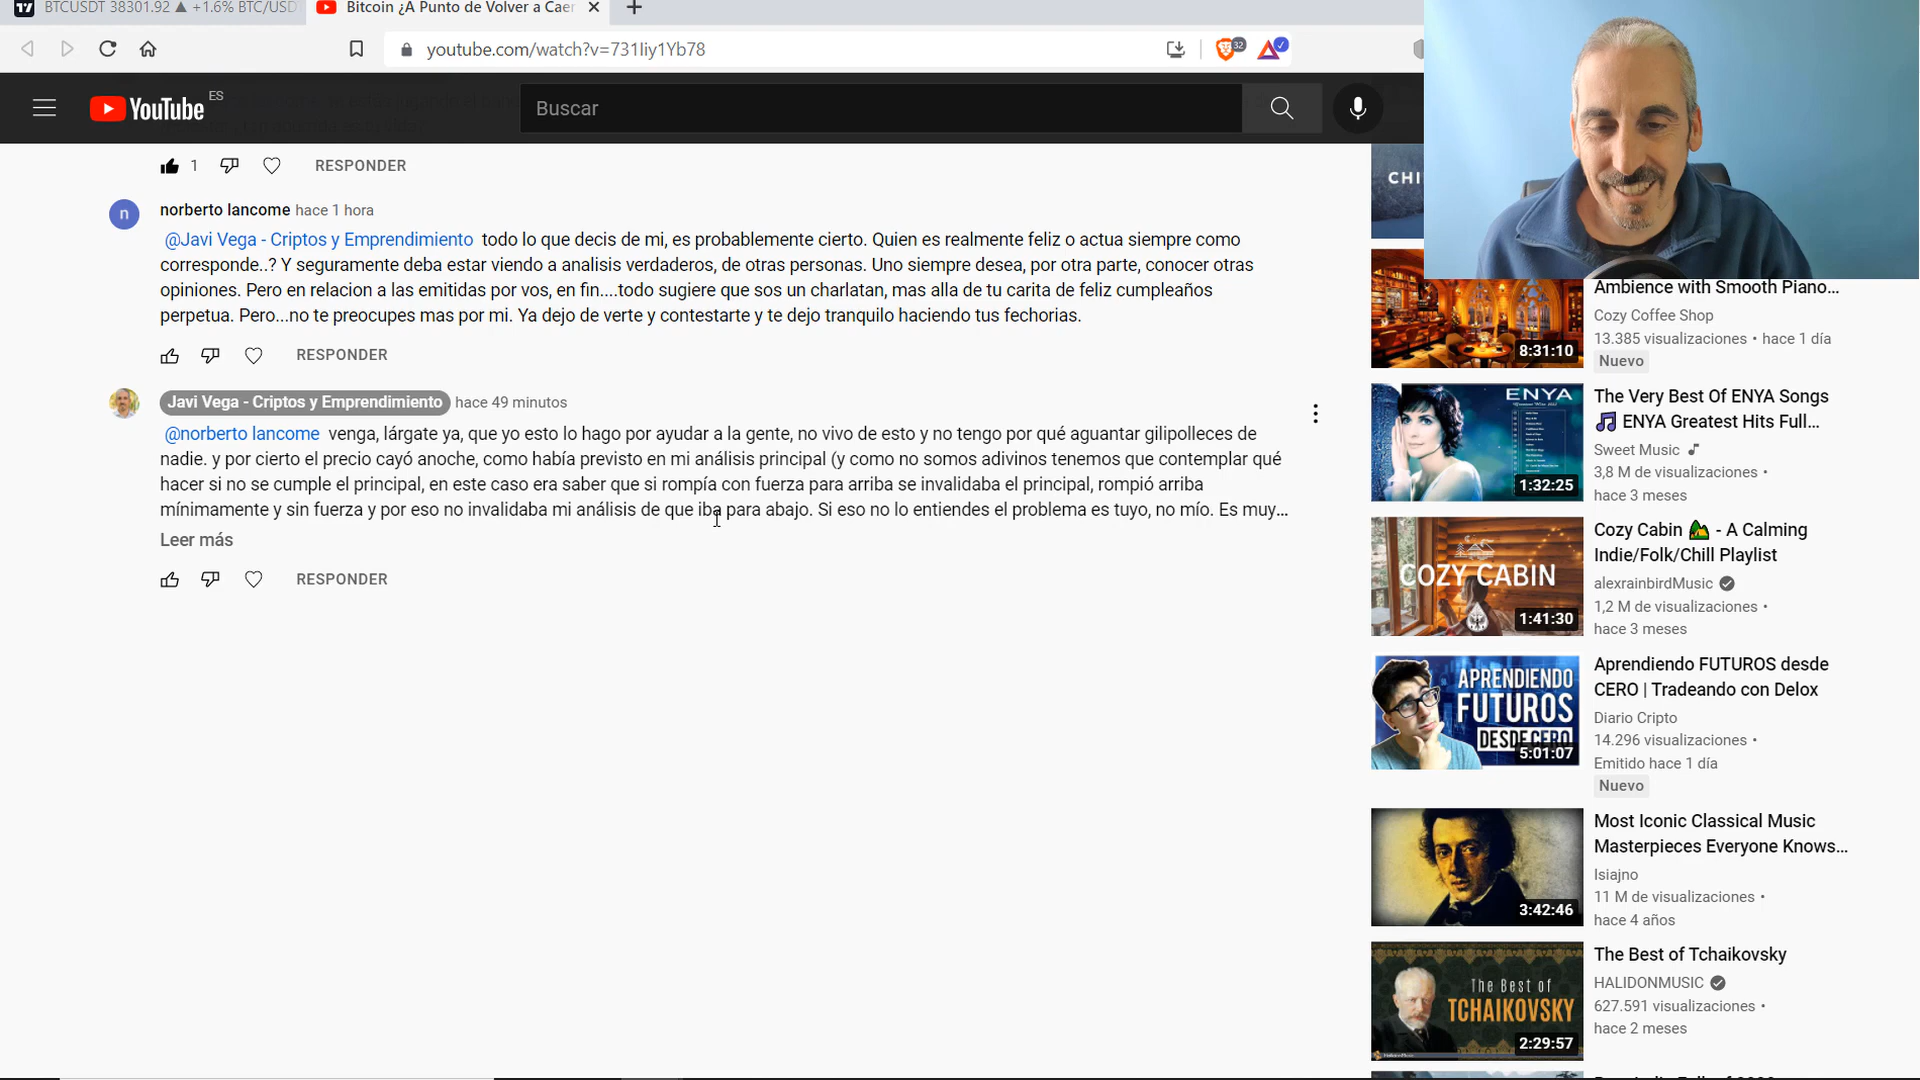 BTCUSDT 38301.92 ▲ +1.6% BTC/USD
Bitcoin ¿A Punto de Volver a Caer
youtube.com/watch?v=731Iiy1Yb78
32
YouTube ES
Buscar
1 RESPONDER
n
norberto lancome hace 1 hora
@Javi Vega - Criptos y Emprendimiento todo lo que decis de mi, es probablemente cierto. Quien es realmente feliz o actua siempre como
corresponde..? Y seguramente deba estar viendo a analisis verdaderos, de otras personas. Uno siempre desea, por otra parte, conocer otras
opiniones. Pero en relacion a las emitidas por vos, en fin....todo sugiere que sos un charlatan, mas alla de tu carita de feliz cumpleaños
perpetua. Pero...no te preocupes mas por mi. Ya dejo de verte y contestarte y te dejo tranquilo haciendo tus fechorias.
RESPONDER
Javi Vega - Criptos y Emprendimiento hace 49 minutos
@norberto lancome venga, lárgate ya, que yo esto lo hago por ayudar a la gente, no vivo de esto y no tengo por qué aguantar gilipolleces de
nadie. y por cierto el precio cayó anoche, como había previsto en mi análisis principal (y como no somos adivinos tenemos que contemplar qué
hacer si no se cumple el principal, en este caso era saber que si rompía con fuerza para arriba se invalidaba el principal, rompió arriba
mínimamente y sin fuerza y por eso no invalidaba mi análisis de que iba para abajo. Si eso no lo entiendes el problema es tuyo, no mío. Es muy...
Leer más
RESPONDER
CHI
8:31:10
Ambience with Smooth Piano...
Cozy Coffee Shop
13.385 visualizaciones • hace 1 día
Nuevo
ENYA
1:32:25
The Very Best Of ENYA Songs
ENYA Greatest Hits Full...
Sweet Music
3,8 M de visualizaciones •
hace 3 meses
COZY CABIN
1:41:30
Cozy Cabin - A Calming
Indie/Folk/Chill Playlist
alexrainbirdMusic
1,2 M de visualizaciones •
hace 3 meses
APRENDIENDO
FUTUROS
DESDE CERO
5:01:07
Aprendiendo FUTUROS desde
CERO | Tradeando con Delox
Diario Cripto
14.296 visualizaciones •
Emitido hace 1 día
Nuevo
3:42:46
Most Iconic Classical Music
Masterpieces Everyone Knows...
Isiajno
11 M de visualizaciones •
hace 4 años
The Best of
TCHAIKOVSKY
2:29:57
The Best of Tchaikovsky
HALIDONMUSIC
627.591 visualizaciones •
hace 2 meses